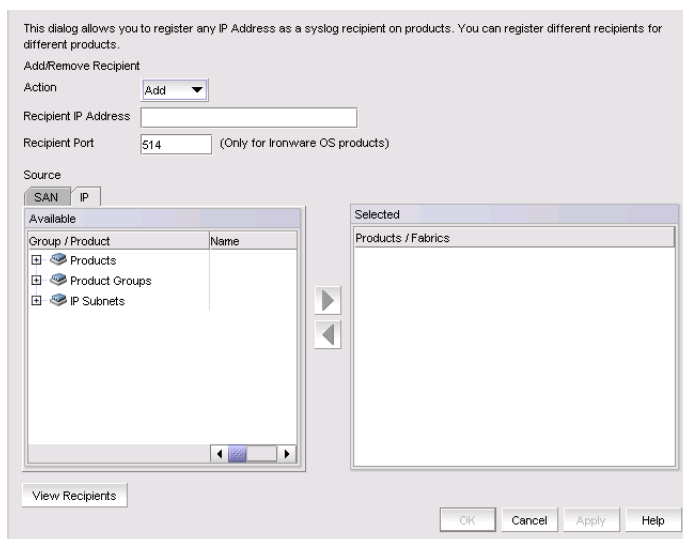 This dialog allows you to register any IP Address as a syslog recipient on products. You can register different recipients for
different products.
Add/Remove Recipient
Action
Add
Recipient IP Address
Recipient Port
514
(Only for Ironware OS products)
Source
SAN
IP
Available
Group / Product
Name
Products
Product Groups
IP Subnets
Selected
Products / Fabrics
View Recipients
OK
Cancel
Apply
Help